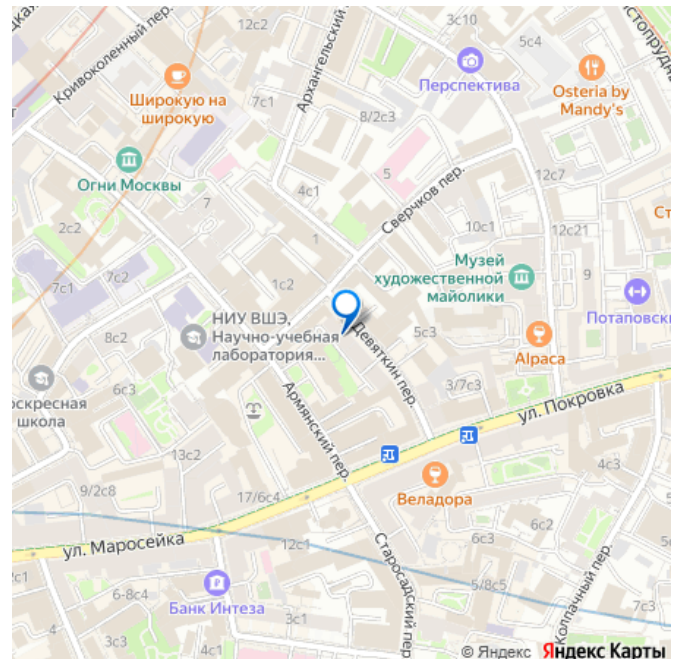 12с2
3с10
5с4
Кривоколенный пер.
Архангельский
Перспектива
Osteria by
Mandy's
Широкую на
широкую
7с1
8/2с3
Огни Москвы
5
12с7
4с1
Сверчков пер.
7
2с2
10с1
12с21
Ст
1
Музей
художественной
майолики
9
7с1
7с2
1с2
НИУ ВШЭ,
Научно-учебная
лаборатория...
Потаповски
8с2
5с3
Девяткин пер.
Alpaca
6с3
3/7с3
оскресная
школа
Армянский пер.
ул. Покровка
13с2
4с3
9/2с8
17/6с4
Веладора
6с2
ул. Маросейка
12с1
6с3
2с1
Старосадский пер
5/8с5
Колпачный пер.
6-8с4
Банк Интеза
4
3с3
4с1
© Яндекс Яндекс Карты